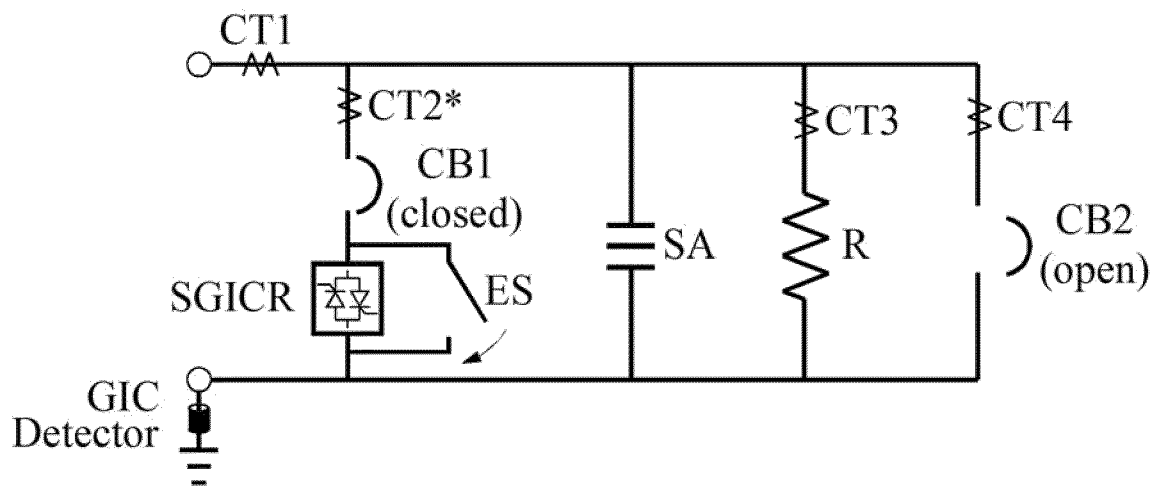 CT1
CT2*
CT3
CT4
CB1
(closed)
CB2
(open)
SA
R
SGICR
ES
GIC
Detector